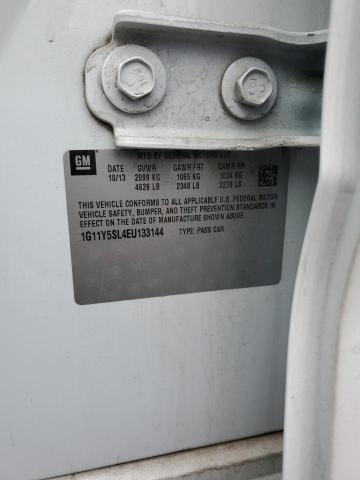 GM
MFD BY GENERAL MOTORS LLC
DATE GVWR GAWR FRT GAWR RR
10/13 2099 KG 1065 KG 1034 KG
4626 LB 2348 LB 2278 LB
THIS VEHICLE CONFORMS TO ALL APPLICABLE U.S. FEDERAL MOTOR
VEHICLE SAFETY, BUMPER, AND THEFT PREVENTION STANDARDS IN
EFFECT ON THE DATE OF MANUFACTURE SHOWN ABOVE.
1G11Y5SL4EU133144 TYPE: PASS CAR